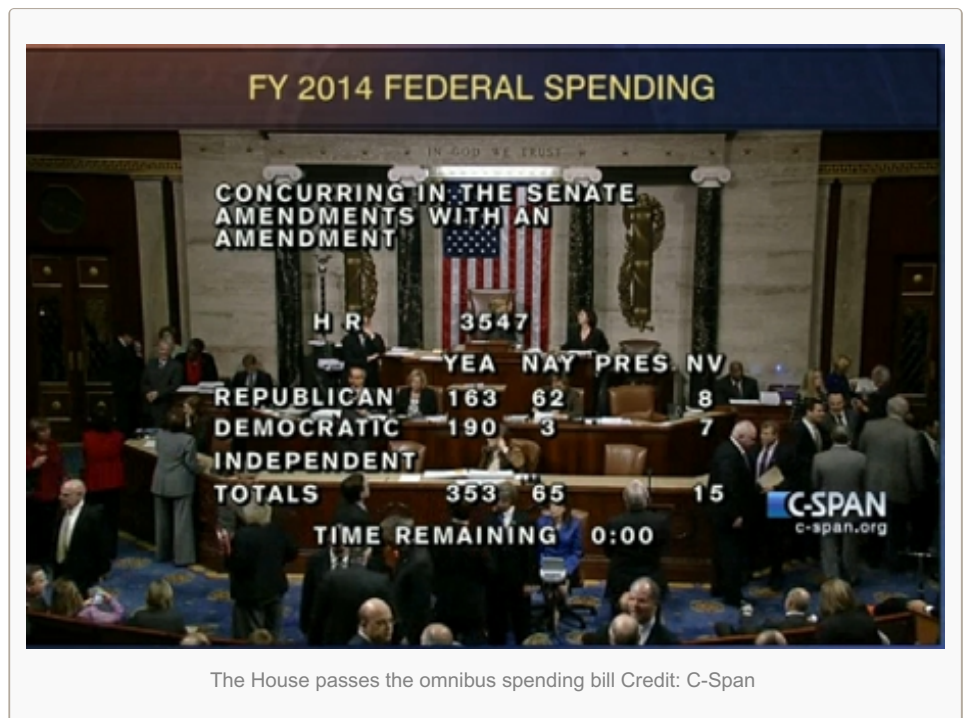 FY 2014 FEDERAL SPENDING
IN GOD WE TRUST
CONCURRING IN THE SENATE
AMENDMENTS WITH AN
AMENDMENT
H R 3547
YEA NAY PRES NV
REPUBLICAN 163 62 8
DEMOCRATIC 190 3 7
INDEPENDENT
TOTALS 353 65 15
TIME REMAINING 0:00
C-SPAN
c-span.org
The House passes the omnibus spending bill Credit: C-Span